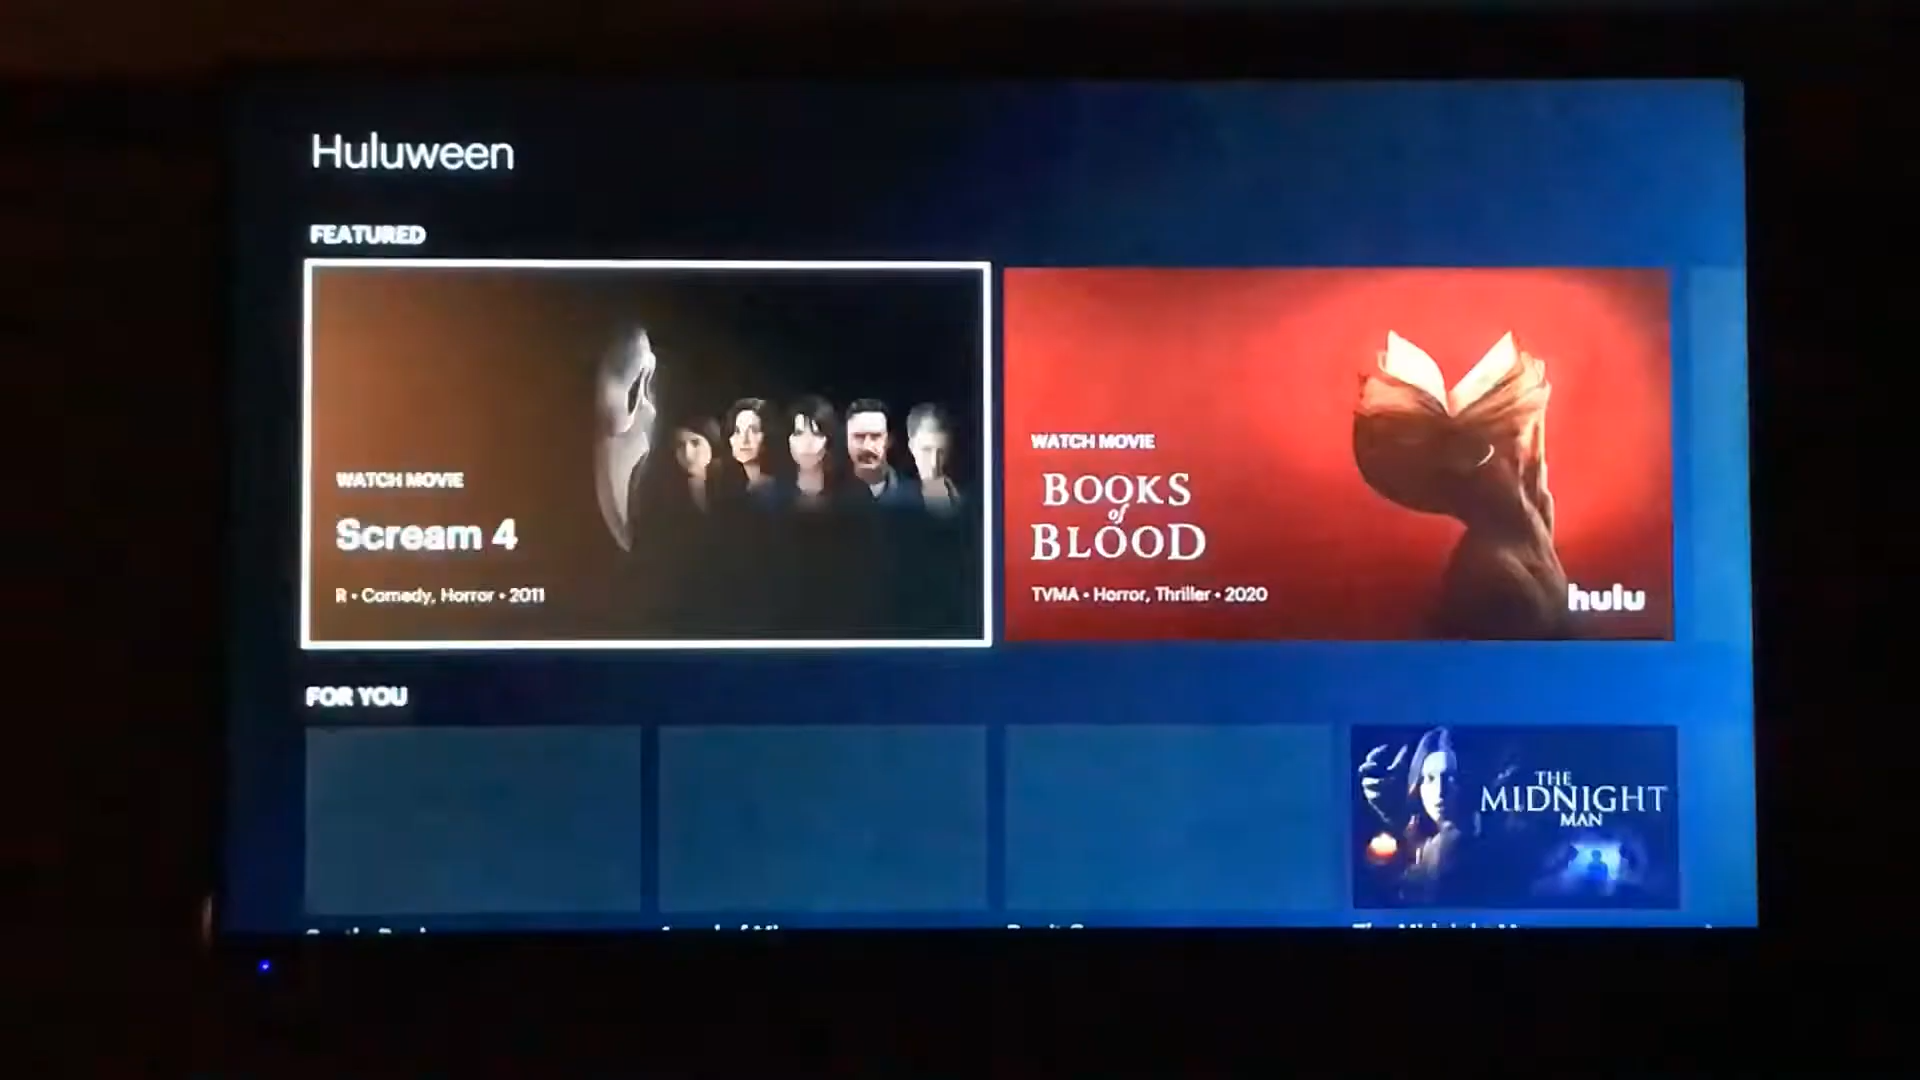 Huluween
FEATURED
WATCH MOVIE
Scream 4
R • Comedy, Horror • 2011
WATCH MOVIE
BOOKS
of
BLOOD
TVMA • Horror, Thriller • 2020
hulu
FOR YOU
THE
MIDNIGHT
MAN